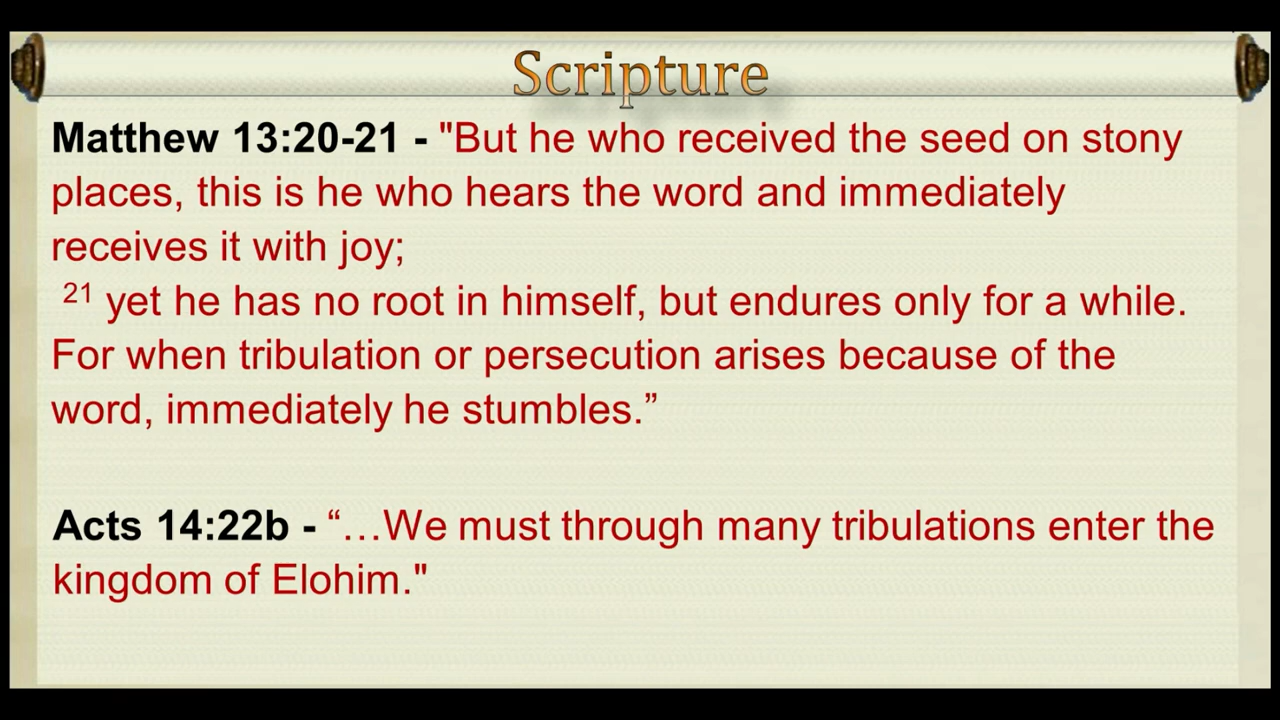 Scripture
Matthew 13:20-21 - "But he who received the seed on stony
places, this is he who hears the word and immediately
receives it with joy;
21 yet he has no root in himself, but endures only for a while.
For when tribulation or persecution arises because of the
word, immediately he stumbles.”
Acts 14:22b - “…We must through many tribulations enter the
kingdom of Elohim."